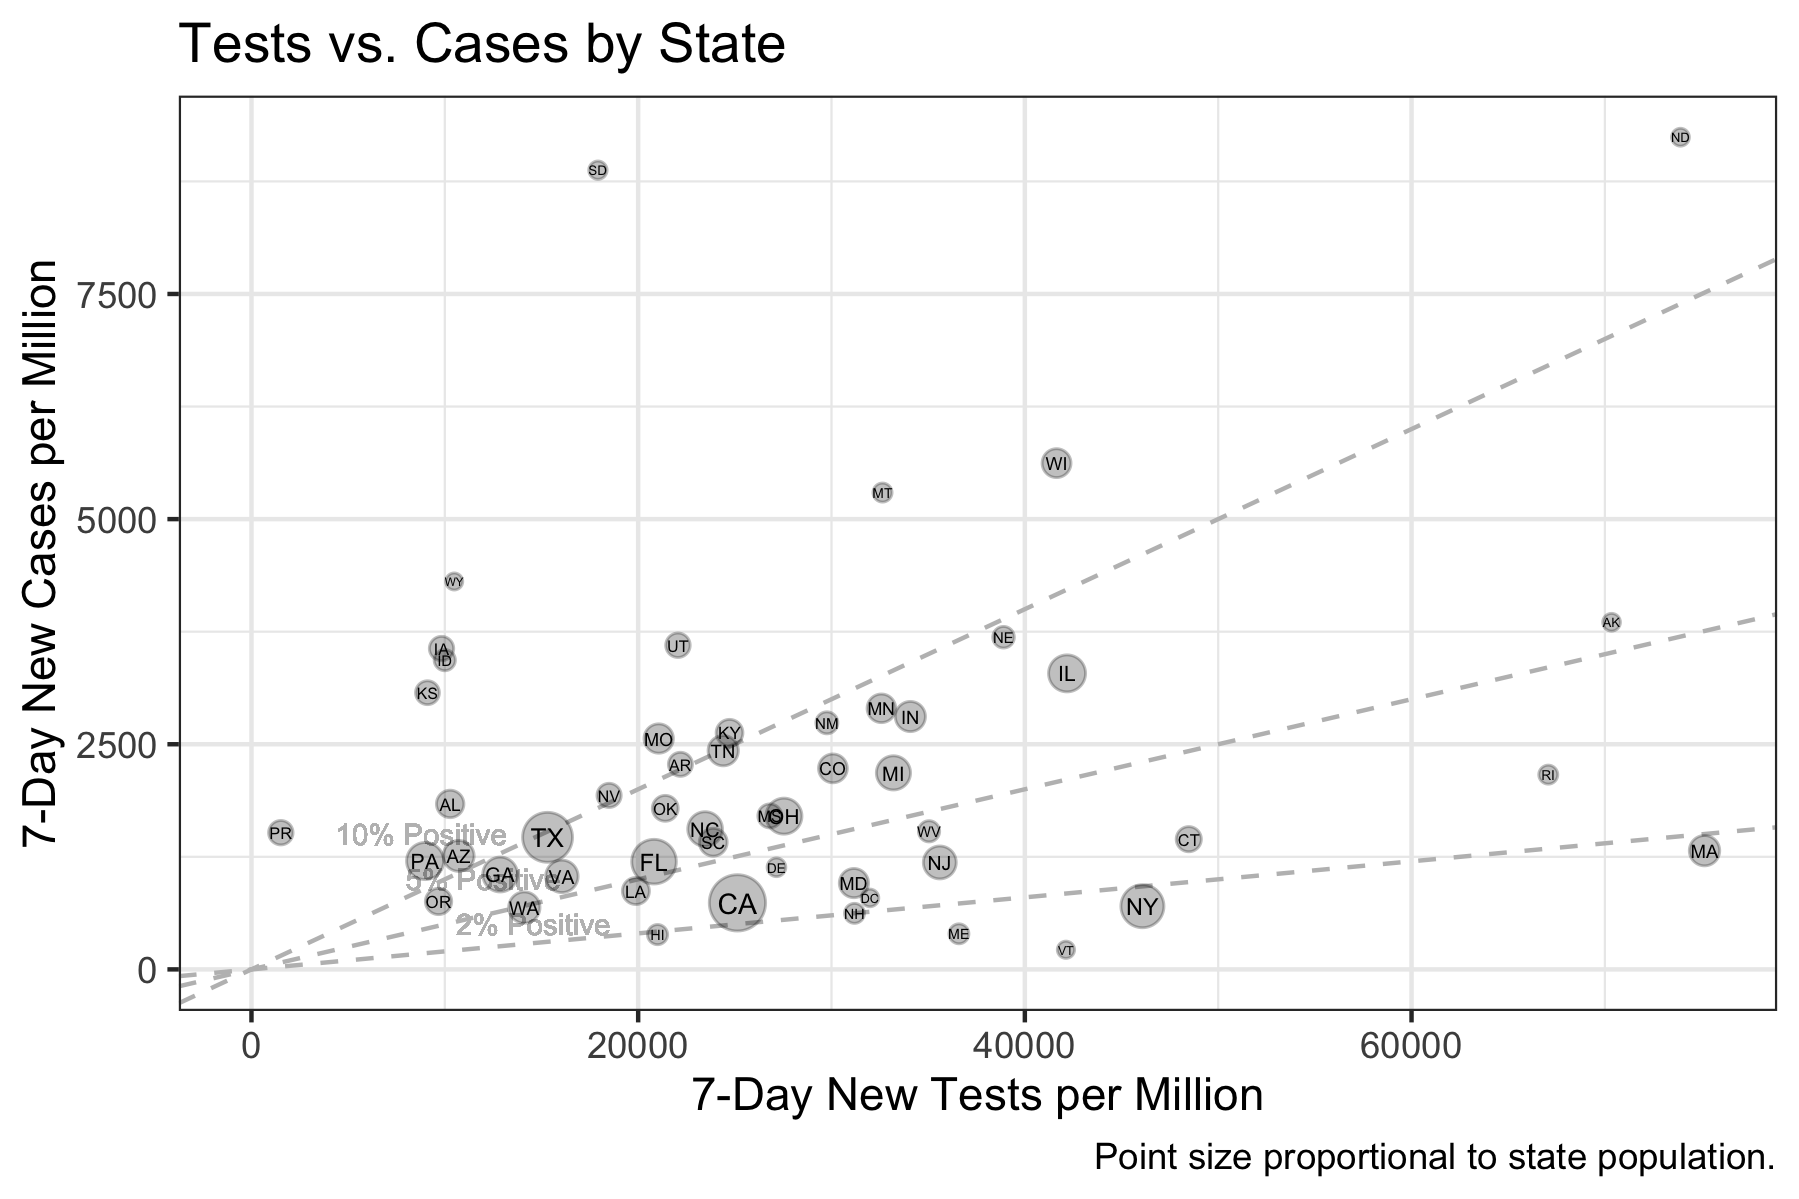 Tests vs. Cases by State
7-Day New Cases per Million
7500
5000
2500
0
ND
SD
WI
MT
WY
AK
NE
UT
IA
ID
IL
KS
MN
IN
NM
KY
MO
TN
AR
CO
MI
RI
NV
AL
OK
MS
OH
PR
10% Positive
TX
NC
SC
WV
CT
MA
PA
AZ
FL
NJ
DE
GA
5% Positive
VA
LA
MD
DC
OR
WA
CA
NY
NH
2% Positive
HI
ME
VT
0
20000
40000
60000
7-Day New Tests per Million
Point size proportional to state population.